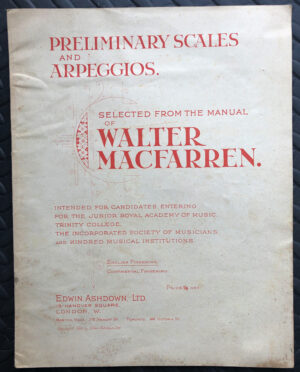 PRELIMINARY SCALES
AND
ARPEGGIOS.
SELECTED FROM THE MANUAL
OF
WALTER
MACFARREN.
INTENDED FOR CANDIDATES ENTERING
FOR THE JUNIOR ROYAL ACADEMY OF MUSIC,
TRINITY COLLEGE,
THE INCORPORATED SOCIETY OF MUSICIANS
AND KINDRED MUSICAL INSTITUTIONS.
ENGLISH FINGERING.
CONTINENTAL FINGERING.
PRICE
EDWIN ASHDOWN, LTD.
HANOVER SQUARE,
LONDON, W.